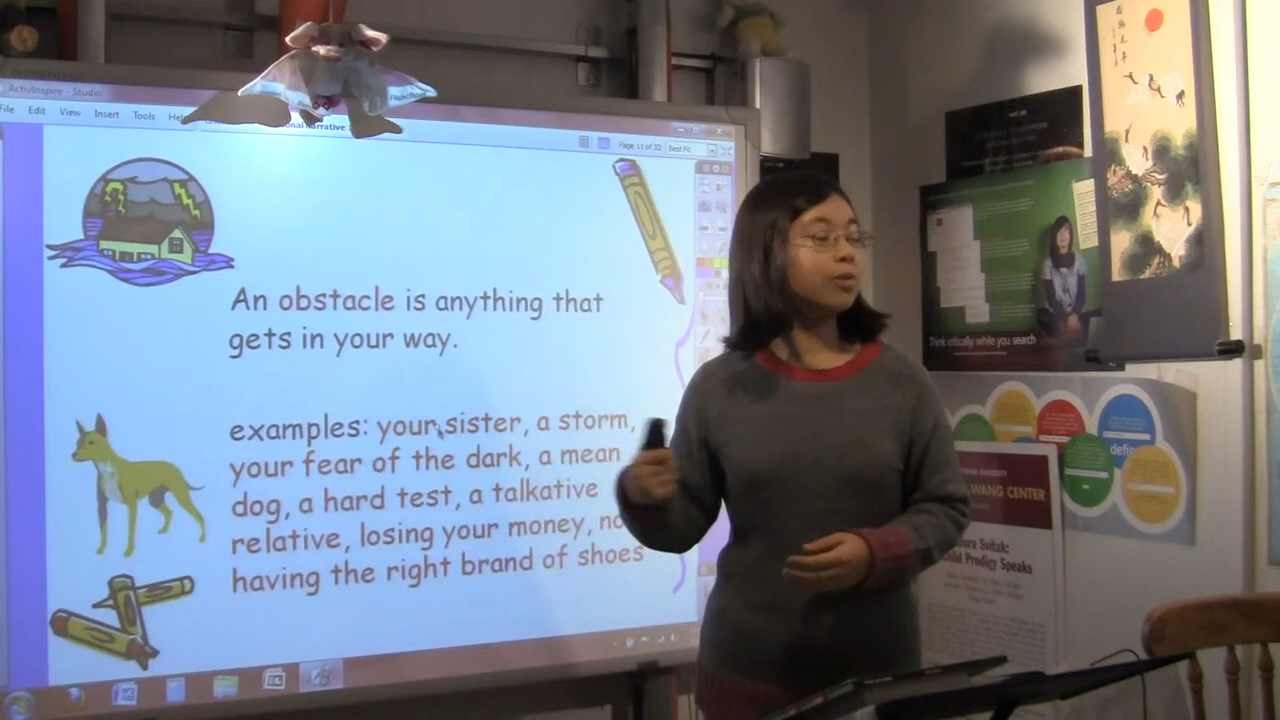 ActivInspire - Studio
File Edit View Insert Tools
Narrative
Page 11 of 32 Best Fit
An obstacle is anything that
gets in your way.
examples: your sister, a storm,
your fear of the dark, a mean
dog, a hard test, a talkative
relative, losing your money,
having the right brand of shoes
Think critically while you search
WANG CENTER
Svitak:
Prodigy Speaks